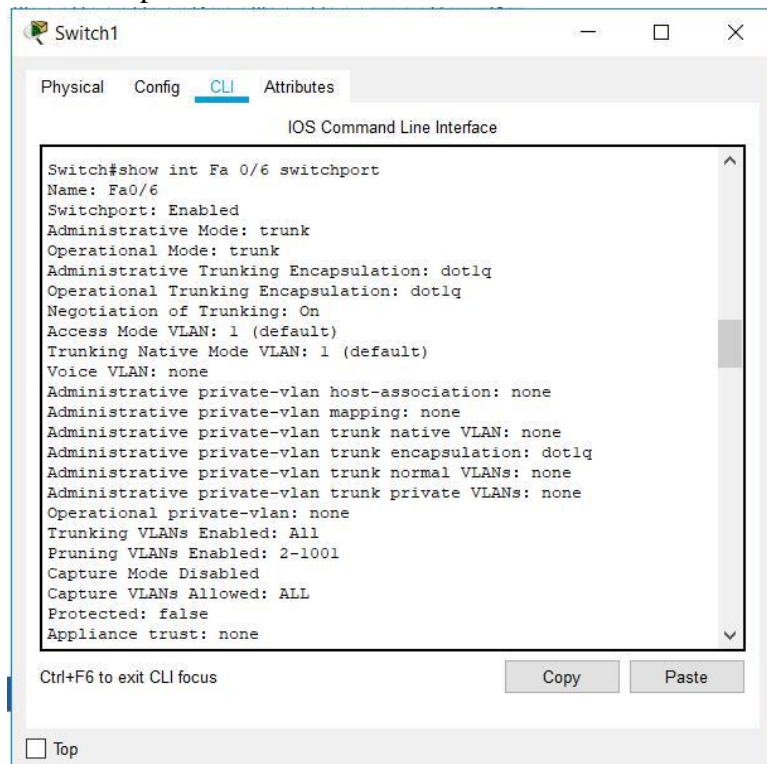 Switch1
Physical Config CLI Attributes
IOS Command Line Interface
Switch#show int Fa 0/6 switchport
Name: Fa0/6
Switchport: Enabled
Administrative Mode: trunk
Operational Mode: trunk
Administrative Trunking Encapsulation: dot1q
Operational Trunking Encapsulation: dot1q
Negotiation of Trunking: On
Access Mode VLAN: 1 (default)
Trunking Native Mode VLAN: 1 (default)
Voice VLAN: none
Administrative private-vlan host-association: none
Administrative private-vlan mapping: none
Administrative private-vlan trunk native VLAN: none
Administrative private-vlan trunk encapsulation: dot1q
Administrative private-vlan trunk normal VLANs: none
Administrative private-vlan trunk private VLANs: none
Operational private-vlan: none
Trunking VLANs Enabled: All
Pruning VLANs Enabled: 2-1001
Capture Mode Disabled
Capture VLANs Allowed: ALL
Protected: false
Appliance trust: none
Ctrl+F6 to exit CLI focus Copy Paste
Top